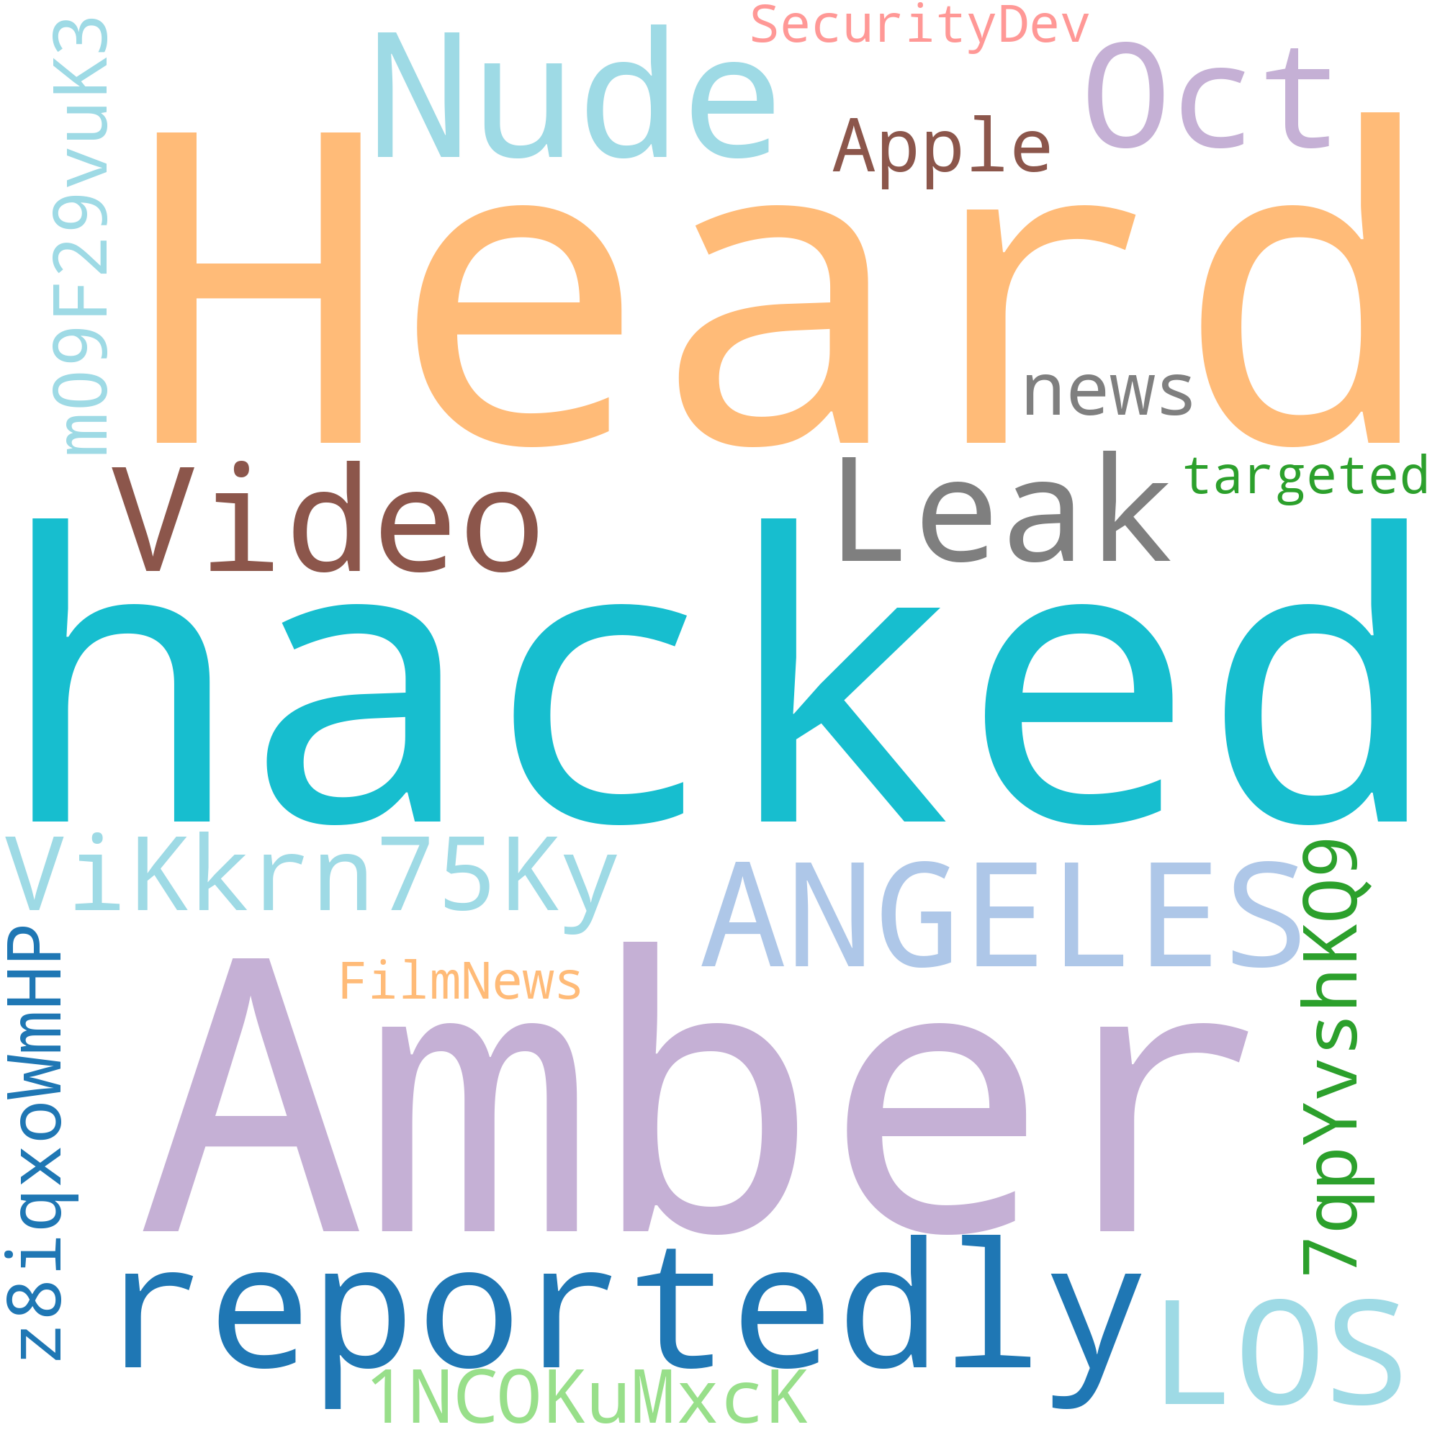 SecurityDev
Nude
Oct
Apple
m09F29vuK3
Heard
news
Video
Leak
targeted
hacked
ViKkrn75Ky
ANGELES
7qpYvshKQ9
z8iqxoWmHP
FilmNews
Amber
reportedly
LOS
1NCOKuMxcK